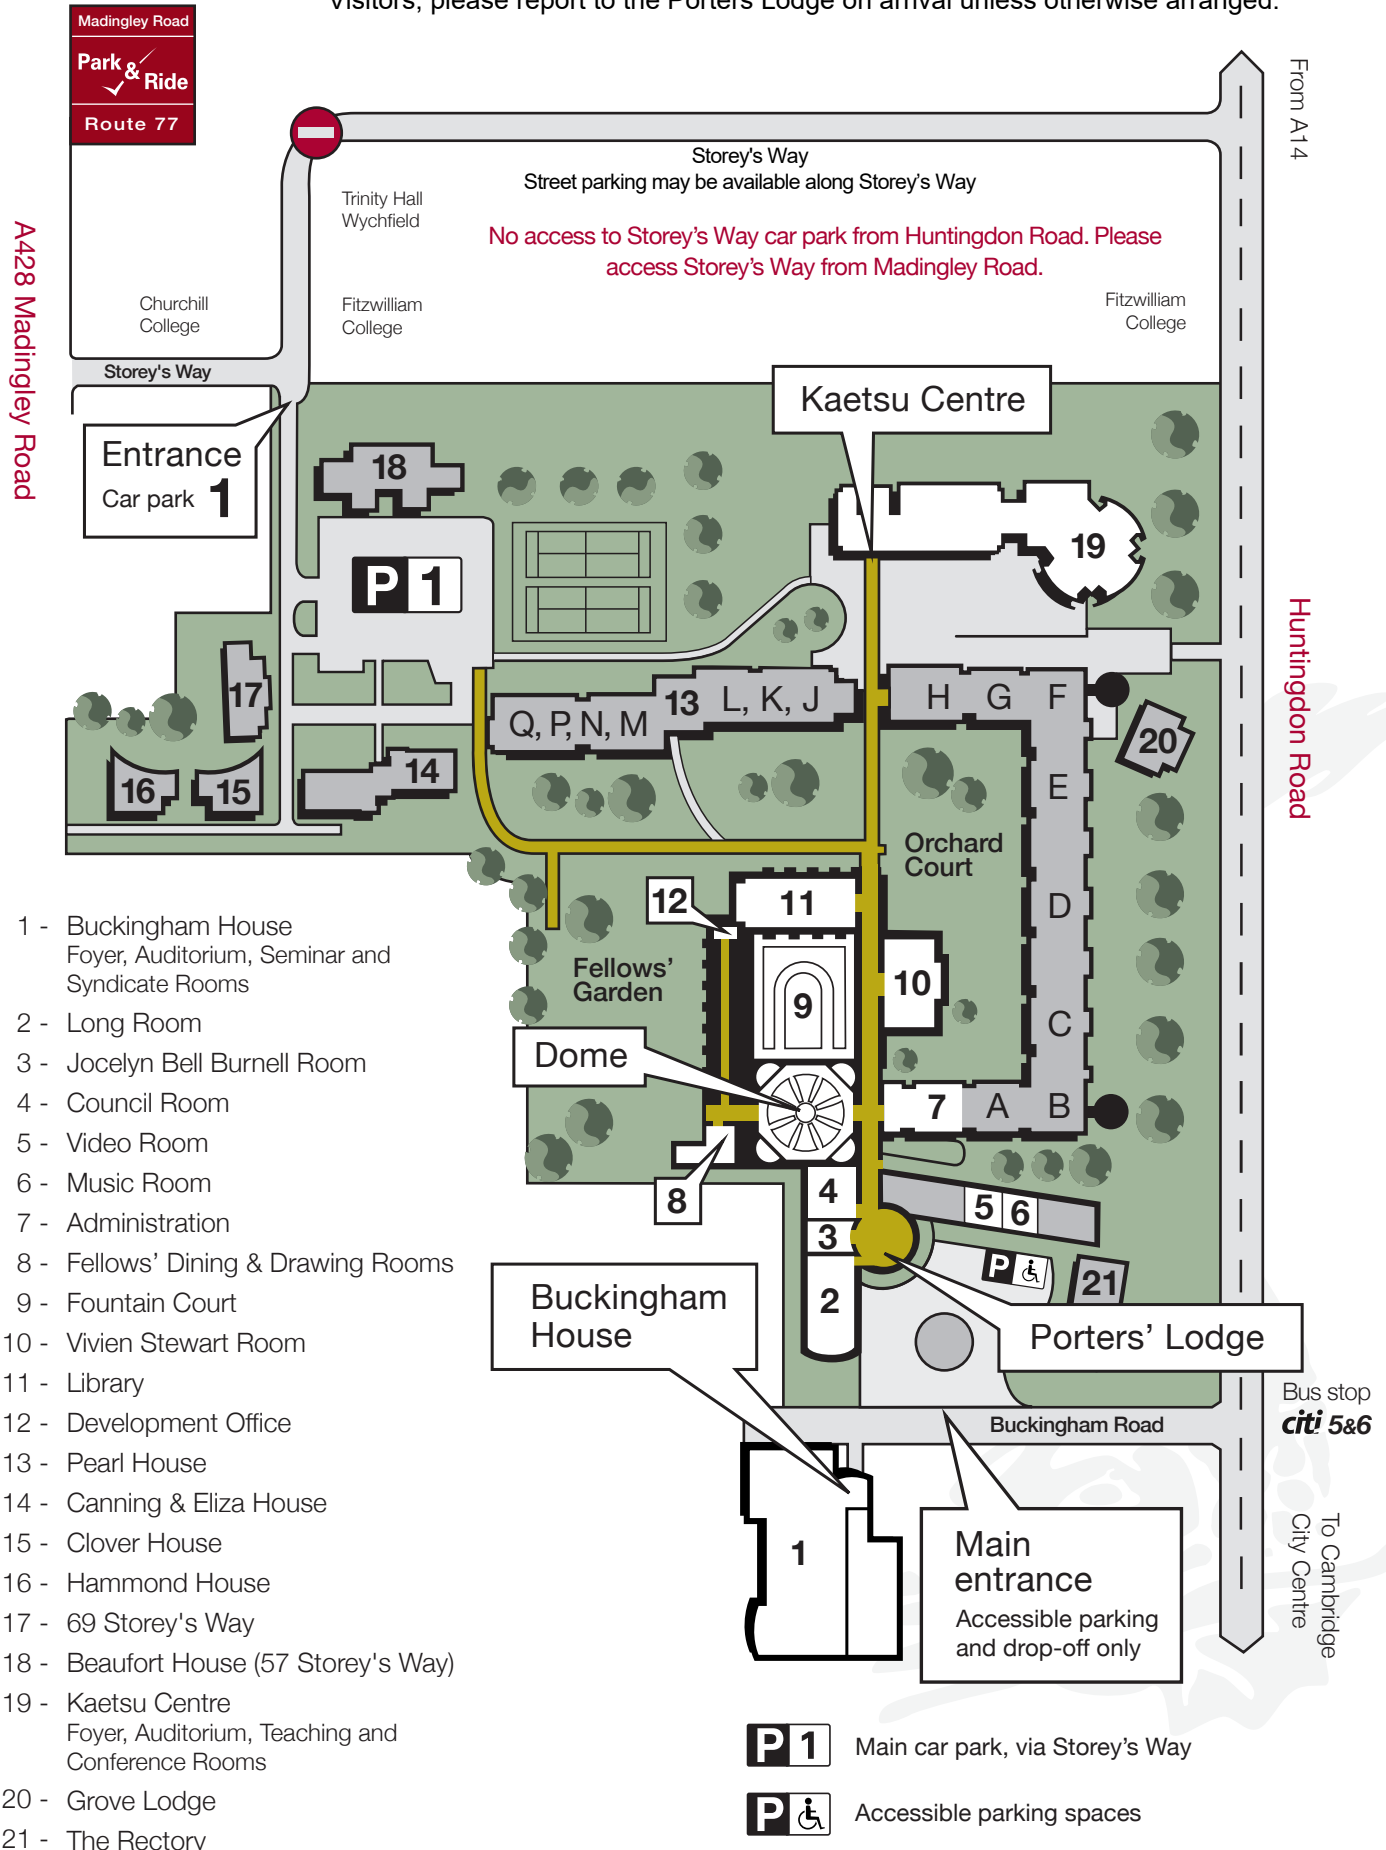 Visitors, please report to the Porters Lodge on arrival unless otherwise arranged.
Madingley Road
Park & Ride
Route 77
From A14
Storey's Way
Street parking may be available along Storey's Way
Trinity Hall
Wychfield
No access to Storey's Way car park from Huntingdon Road. Please
access Storey's Way from Madingley Road.
A428 Madingley Road
Churchill
College
Fitzwilliam
College
Fitzwilliam
College
Storey's Way
Kaetsu Centre
Entrance
Car park 1
18
19
P 1
Huntingdon Road
17
13
L, K, J
Q, P, N, M
H
G
F
20
16
15
14
E
Orchard
Court
12
11
D
Fellows'
Garden
9
10
C
Dome
7
A
B
8
4
5
6
3
P
21
2
Buckingham
House
Porters' Lodge
Bus stop
citi 5&6
Buckingham Road
1
Main
entrance
Accessible parking
and drop-off only
To Cambridge
City Centre
1 - Buckingham House
Foyer, Auditorium, Seminar and
Syndicate Rooms
2 - Long Room
3 - Jocelyn Bell Burnell Room
4 - Council Room
5 - Video Room
6 - Music Room
7 - Administration
8 - Fellows' Dining & Drawing Rooms
9 - Fountain Court
10 - Vivien Stewart Room
11 - Library
12 - Development Office
13 - Pearl House
14 - Canning & Eliza House
15 - Clover House
16 - Hammond House
17 - 69 Storey's Way
18 - Beaufort House (57 Storey's Way)
19 - Kaetsu Centre
Foyer, Auditorium, Teaching and
Conference Rooms
20 - Grove Lodge
21 - The Rectory
P 1 Main car park, via Storey's Way
P Accessible parking spaces